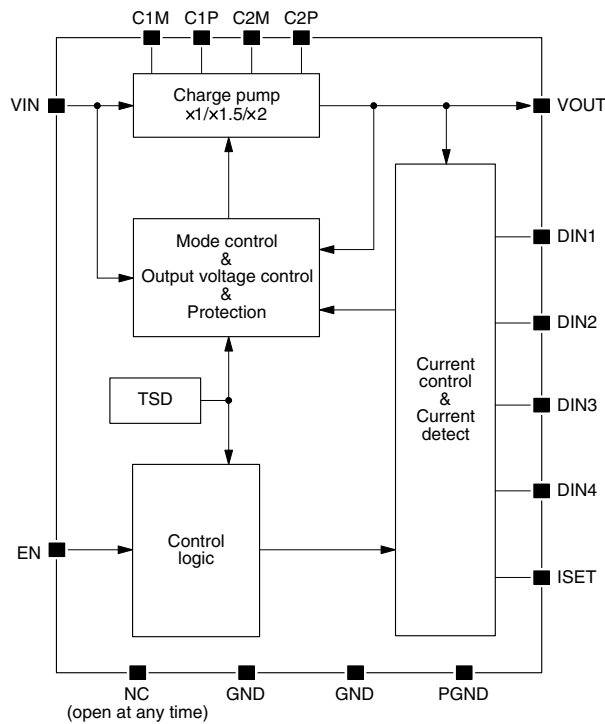 C1M C1P C2M C2P
VIN
Charge pump
×1/×1.5/×2
VOUT
Mode control
&
Output voltage control
&
Protection
DIN1
DIN2
TSD
Current
control
&
Current
detect
DIN3
DIN4
EN
Control
logic
ISET
NC
(open at any time)
GND
GND
PGND